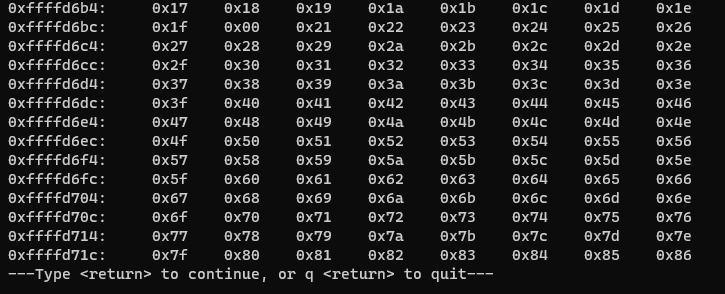 0xffffd6b4: 0x17 0x18 0x19 0x1a 0x1b 0x1c 0x1d 0x1e
0xffffd6bc: 0x1f 0x00 0x21 0x22 0x23 0x24 0x25 0x26
0xffffd6c4: 0x27 0x28 0x29 0x2a 0x2b 0x2c 0x2d 0x2e
0xffffd6cc: 0x2f 0x30 0x31 0x32 0x33 0x34 0x35 0x36
0xffffd6d4: 0x37 0x38 0x39 0x3a 0x3b 0x3c 0x3d 0x3e
0xffffd6dc: 0x3f 0x40 0x41 0x42 0x43 0x44 0x45 0x46
0xffffd6e4: 0x47 0x48 0x49 0x4a 0x4b 0x4c 0x4d 0x4e
0xffffd6ec: 0x4f 0x50 0x51 0x52 0x53 0x54 0x55 0x56
0xffffd6f4: 0x57 0x58 0x59 0x5a 0x5b 0x5c 0x5d 0x5e
0xffffd6fc: 0x5f 0x60 0x61 0x62 0x63 0x64 0x65 0x66
0xffffd704: 0x67 0x68 0x69 0x6a 0x6b 0x6c 0x6d 0x6e
0xffffd70c: 0x6f 0x70 0x71 0x72 0x73 0x74 0x75 0x76
0xffffd714: 0x77 0x78 0x79 0x7a 0x7b 0x7c 0x7d 0x7e
0xffffd71c: 0x7f 0x80 0x81 0x82 0x83 0x84 0x85 0x86
---Type <return> to continue, or q <return> to quit---